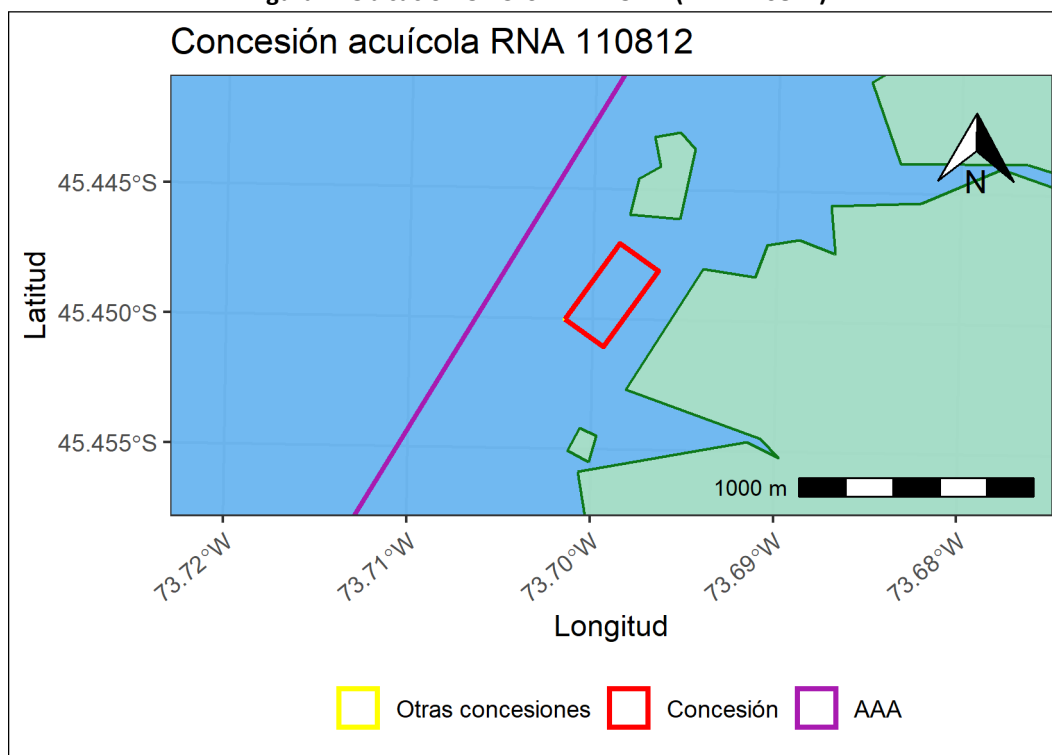 Concesión acuícola RNA 110812
N
45.445°S
45.450°S
45.455°S
Latitud
1000 m
73.72°W
73.71°W
73.70°W
73.69°W
73.68°W
Longitud
Otras concesiones
Concesión
AAA